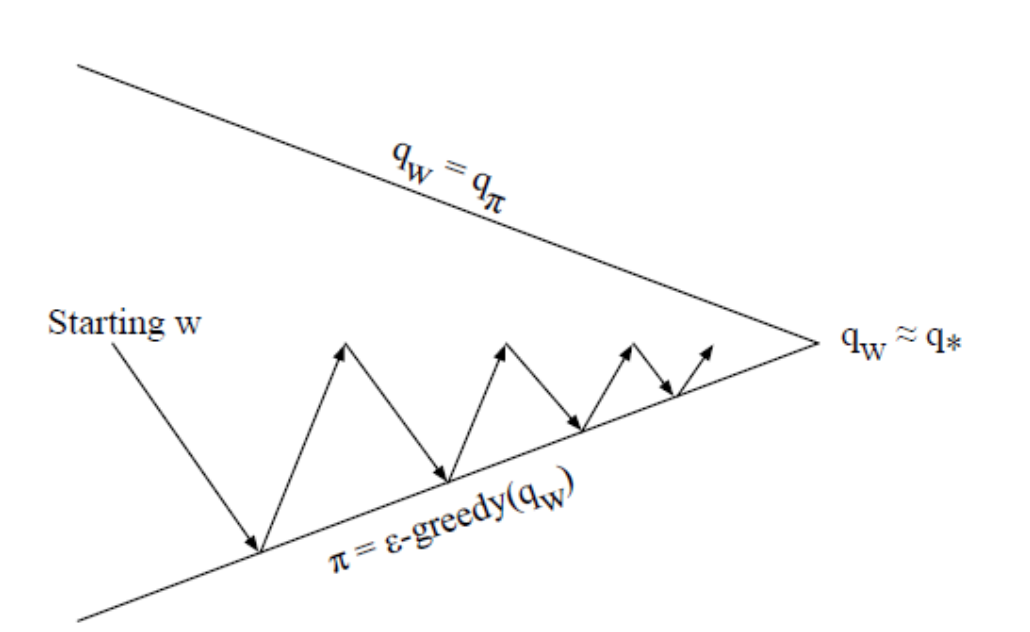 q_w = q_π
Starting w
q_w ≈ q_*
π = ε-greedy(q_w)